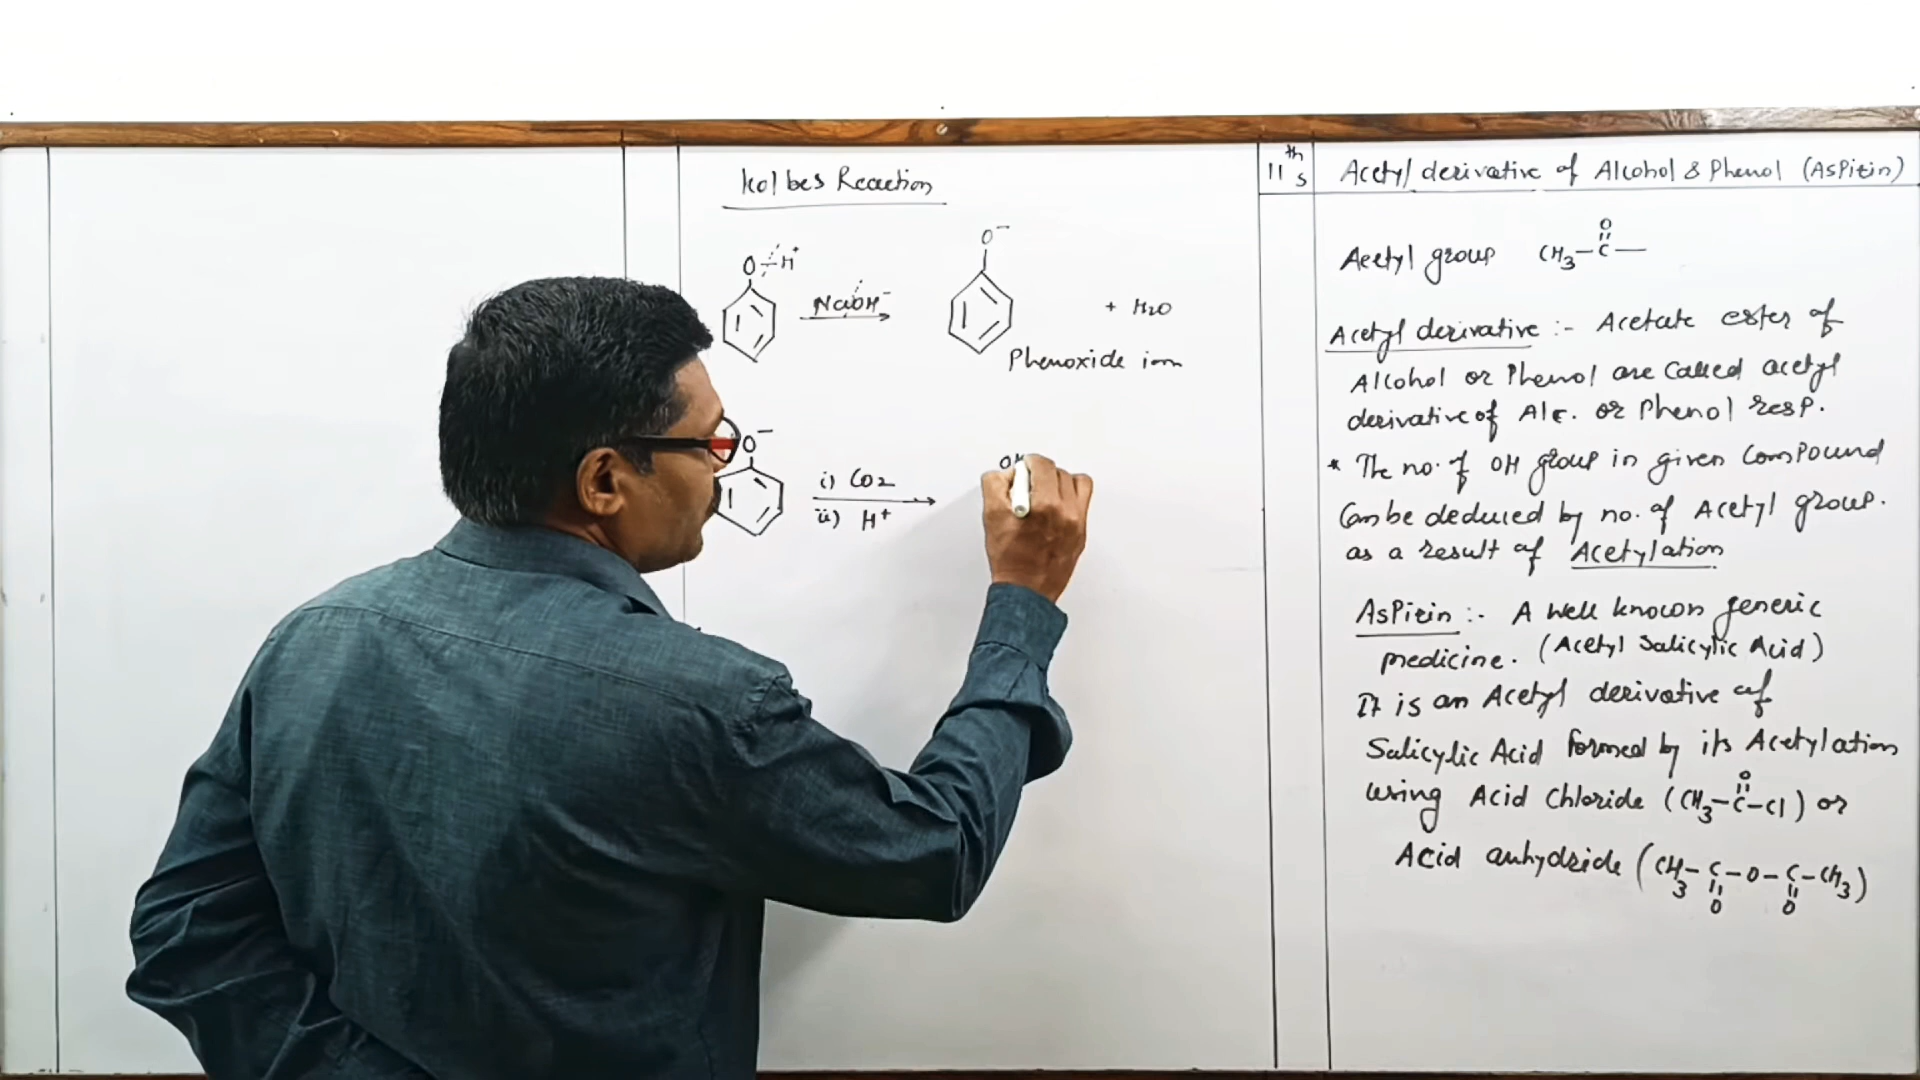 Kolbes Reaction
O-H+
NaOH-
O-
+ H2O
Phenoxide ion
O-
i) CO2
ii) H+
OH
11th s
Acetyl derivative of Alcohol & Phenol (Aspirin)
Acetyl group CH3-C-
O
Acetyl derivative :- Acetate ester of
Alcohol or Phenol are called acetyl
derivative of Alc. or Phenol resp.
* The no. of OH group in given compound
Can be deduced by no. of Acetyl group.
as a result of Acetylation
Aspirin :- A well known generic
medicine. (Acetyl Salicylic Acid)
It is an Acetyl derivative of
Salicylic Acid formed by its Acetylation
O
using Acid Chloride (CH3-C-Cl) or
Acid anhydride (CH3-C-O-C-CH3)
O O